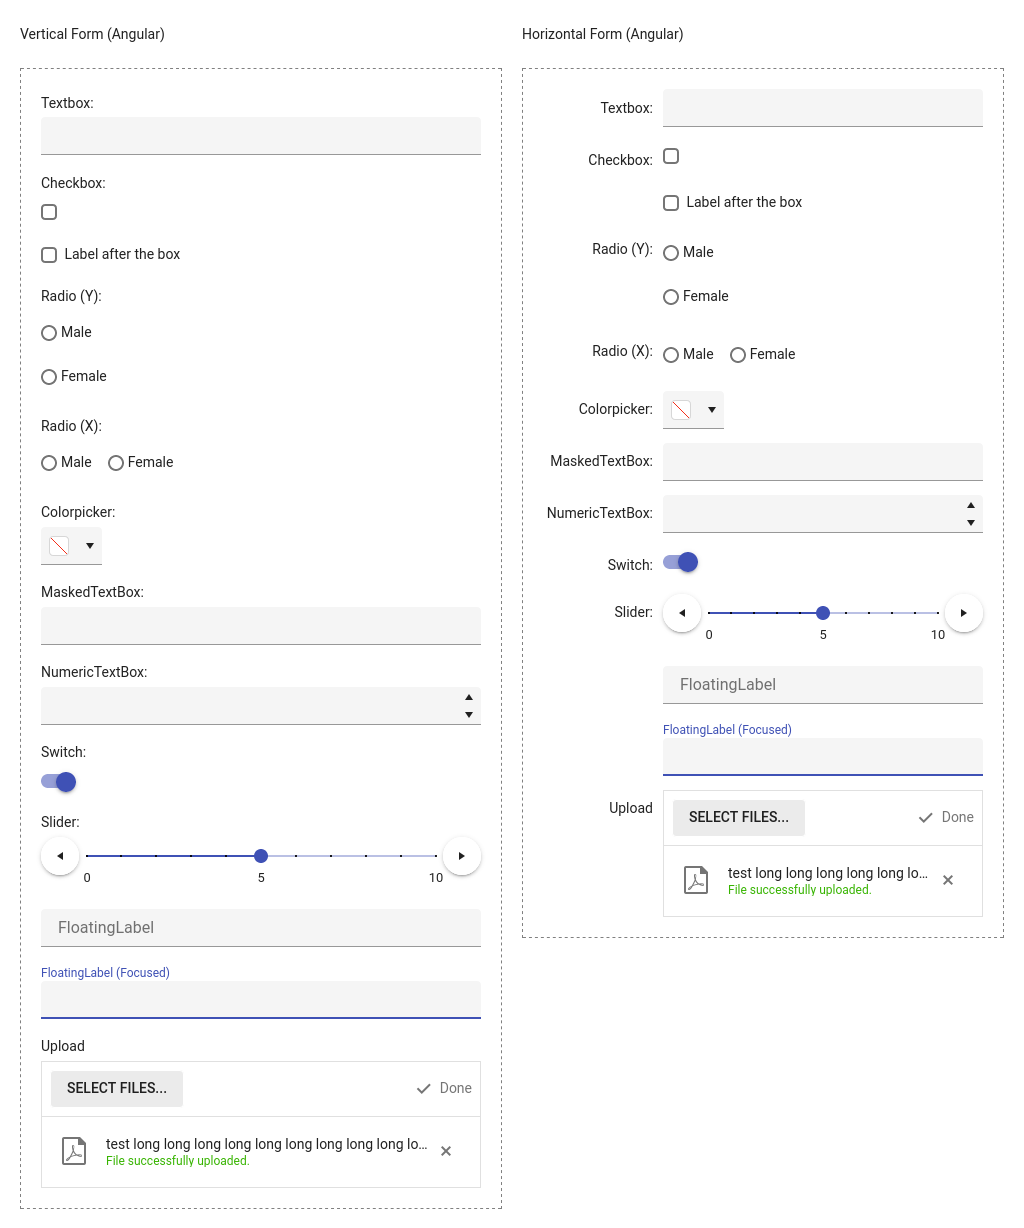 Vertical Form (Angular)
Textbox:
Checkbox:
Label after the box
Radio (Y):
Male
Female
Radio (X):
Male Female
Colorpicker:
MaskedTextBox:
NumericTextBox:
Switch:
Slider:
0 5 10
FloatingLabel
FloatingLabel (Focused)
Upload
SELECT FILES... Done
test long long long long long long long long long lo...
File successfully uploaded.
Horizontal Form (Angular)
Textbox:
Checkbox:
Label after the box
Radio (Y): Male
Female
Radio (X): Male Female
Colorpicker:
MaskedTextBox:
NumericTextBox:
Switch:
Slider:
0 5 10
FloatingLabel
FloatingLabel (Focused)
Upload SELECT FILES... Done
test long long long long long lo...
File successfully uploaded.